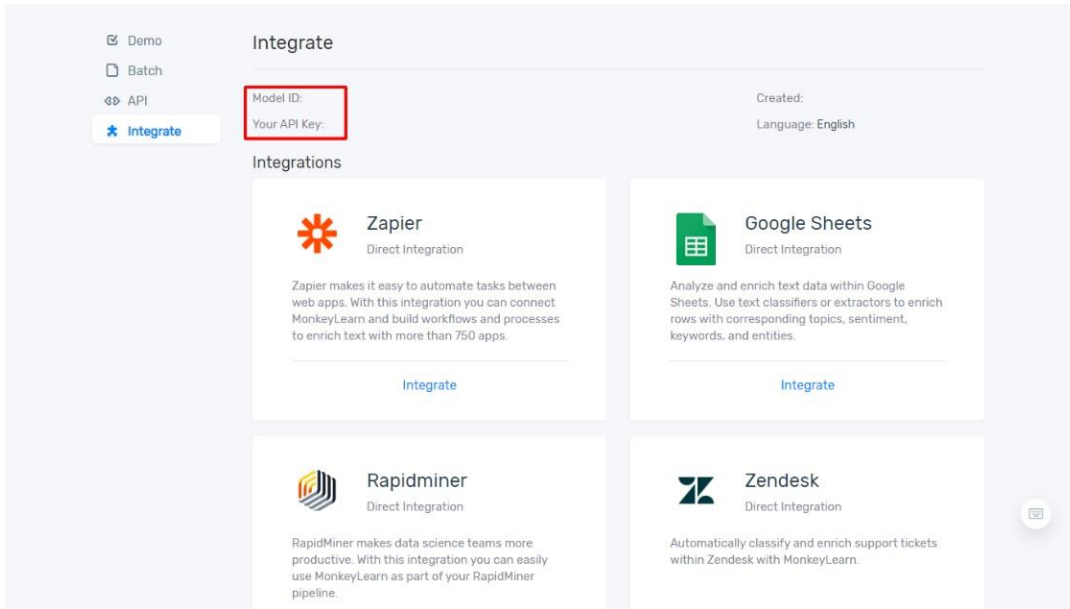 Demo
Batch
API
Integrate
Integrate
Model ID:
Created:
Your API Key:
Language: English
Integrations
Zapier
Direct Integration
Zapier makes it easy to automate tasks between
web apps. With this integration you can connect
MonkeyLearn and build workflows and processes
to enrich text with more than 750 apps.
Integrate
Google Sheets
Direct Integration
Analyze and enrich text data within Google
Sheets. Use text classifiers or extractors to enrich
rows with corresponding topics, sentiment,
keywords, and entities.
Integrate
Rapidminer
Direct Integration
RapidMiner makes data science teams more
productive. With this integration you can easily
use MonkeyLearn as part of your RapidMiner
pipeline.
Zendesk
Direct Integration
Automatically classify and enrich support tickets
within Zendesk with MonkeyLearn.